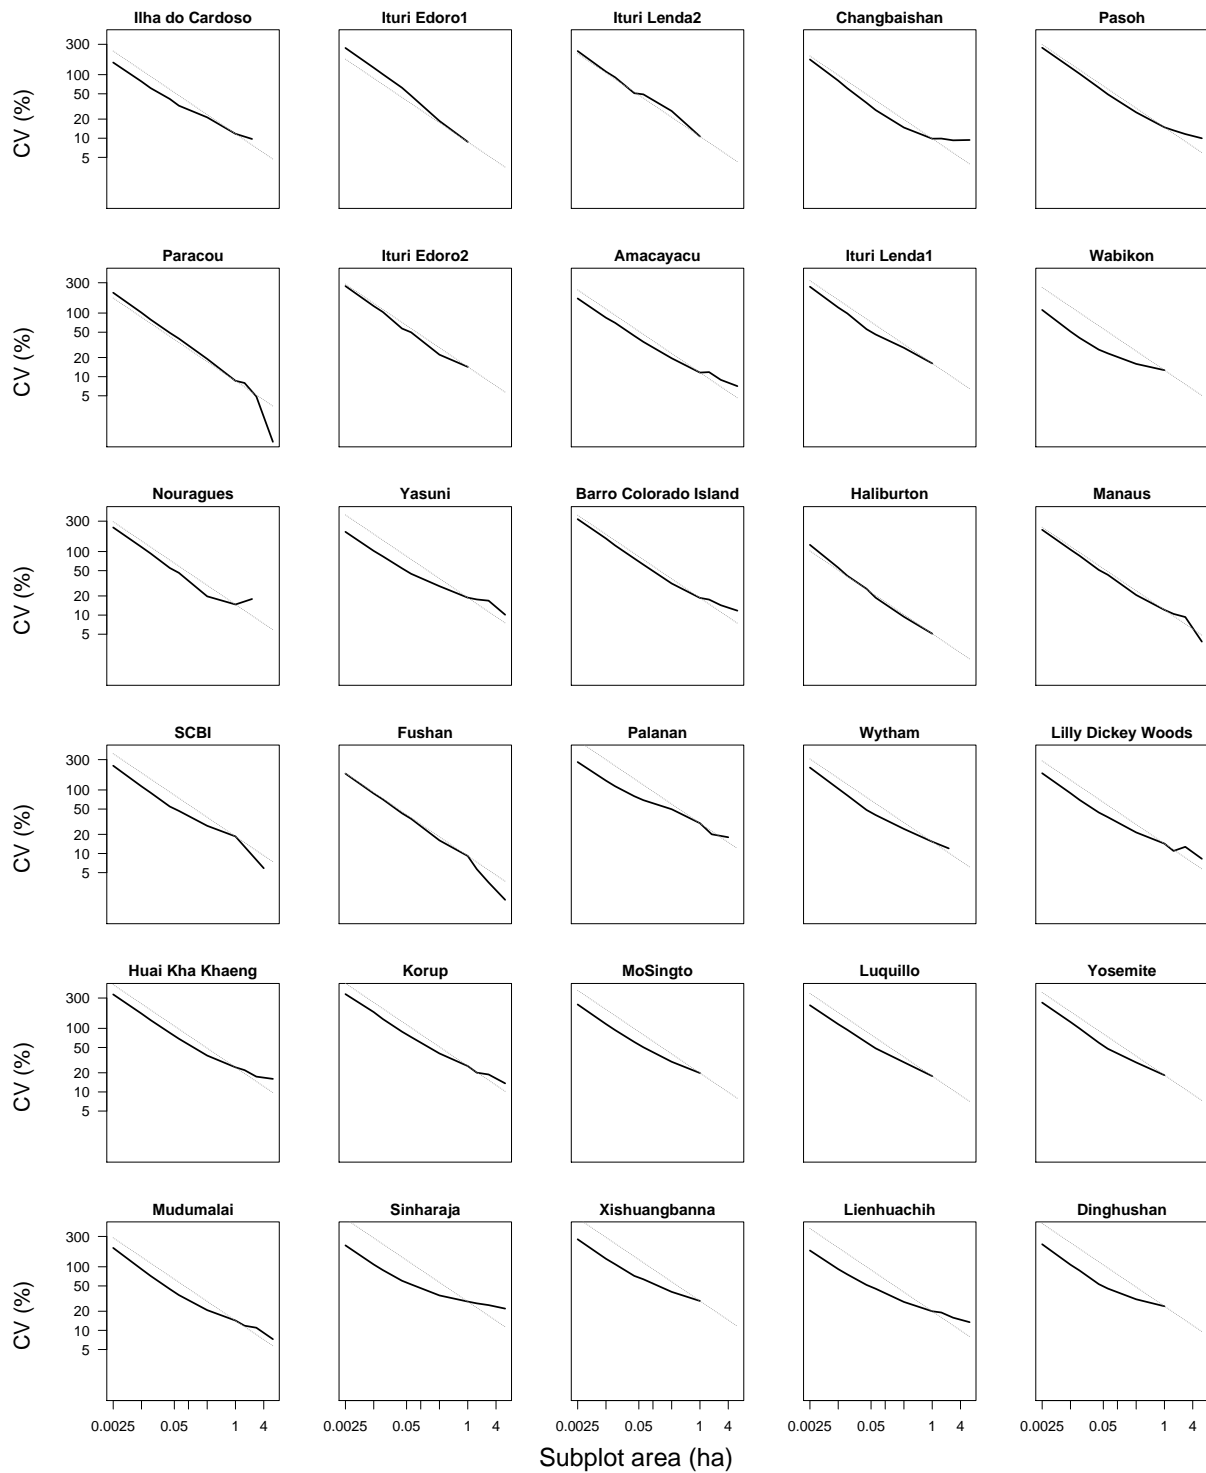 Ilha do Cardoso Ituri Edoro1 Ituri Lenda2 Changbaishan Pasoh
CV (%)
300
100
50
20
10
5
Paracou Ituri Edoro2 Amacayacu Ituri Lenda1 Wabikon
CV (%)
300
100
50
20
10
5
Nouragues Yasuni Barro Colorado Island Haliburton Manaus
CV (%)
300
100
50
20
10
5
SCBI Fushan Palanan Wytham Lilly Dickey Woods
CV (%)
300
100
50
20
10
5
Huai Kha Khaeng Korup MoSingto Luquillo Yosemite
CV (%)
300
100
50
20
10
5
Mudumalai Sinharaja Xishuangbanna Lienhuachih Dinghushan
CV (%)
300
100
50
20
10
5
0.0025 0.05 1 4 0.0025 0.05 1 4 0.0025 0.05 1 4 0.0025 0.05 1 4 0.0025 0.05 1 4
Subplot area (ha)